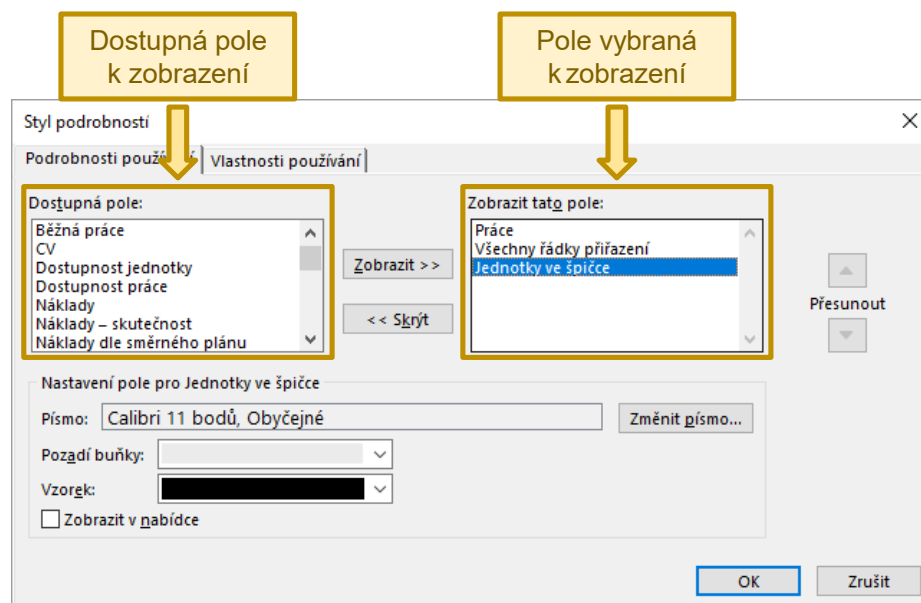 Dostupná pole
k zobrazení
Pole vybraná
k zobrazení
Styl podrobností
Podrobnosti použí í
Vlastnosti používání
Dostupná pole:
Běžná práce
CV
Dostupnost jednotky
Dostupnost práce
Náklady
Náklady – skutečnost
Náklady dle směrného plánu
Zobrazit >>
<< Skrýt
Zobrazit tato pole:
Práce
Všechny řádky přiřazení
Jednotky ve špičce
Přesunout
Nastavení pole pro Jednotky ve špičce
Písmo:
Calibri 11 bodů, Obyčejné
Změnit písmo...
Pozadí buňky:
Vzorek:
Zobrazit v nabídce
OK
Zrušit